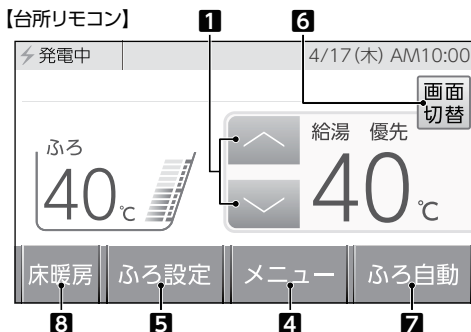 【台所リモコン】
1
6
発電中
4/17(木) AM10:00
画面
切替
ふろ
40℃
給湯 優先
40℃
床暖房
ふろ設定
メニュー
ふろ自動
8
5
4
7